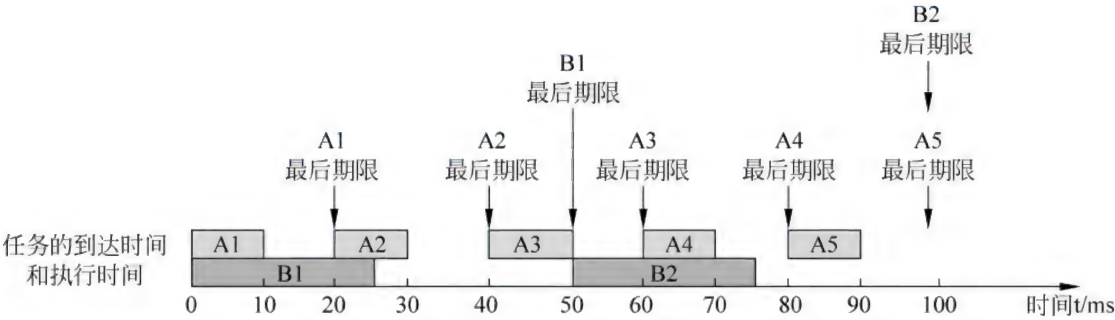 B2
最后期限
B1
最后期限
A1
最后期限
A2
最后期限
A3
最后期限
A4
最后期限
A5
最后期限
任务的到达时间
和执行时间
A1 A2 A3 A4 A5
B1 B2
0 10 20 30 40 50 60 70 80 90 100 时间t/ms